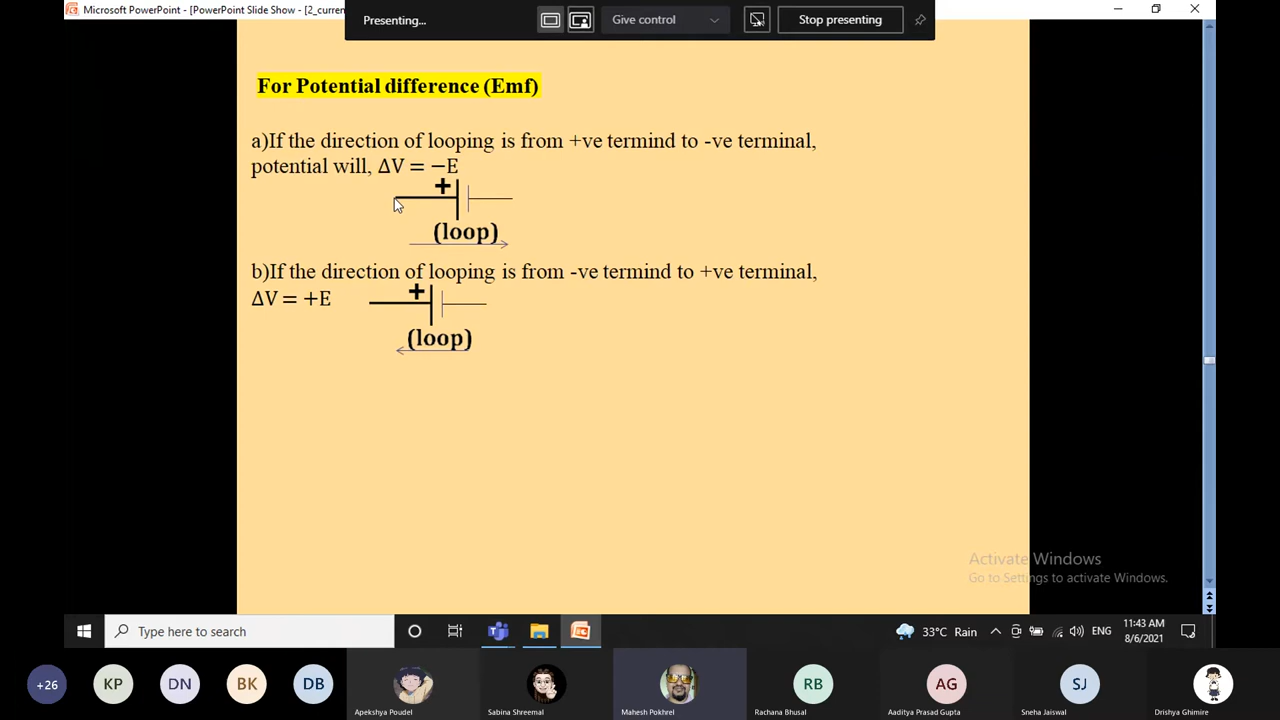 Microsoft PowerPoint - [PowerPoint Slide Show - [2_curren
Presenting...
Give control
Stop presenting
For Potential difference (Emf)
a)If the direction of looping is from +ve termind to -ve terminal,
potential will, ΔV = −E
+
(loop)
b)If the direction of looping is from -ve termind to +ve terminal,
ΔV = +E
+
(loop)
Activate Windows
Go to Settings to activate Windows.
Type here to search
33°C Rain
ENG
11:43 AM
8/6/2021
+26
KP
DN
BK
DB
RB
AG
SJ
Apekshya Poudel
Sabina Shreemal
Mahesh Pokhrel
Rachana Bhusal
Aaditya Prasad Gupta
Sneha Jaiswal
Drishya Ghimire